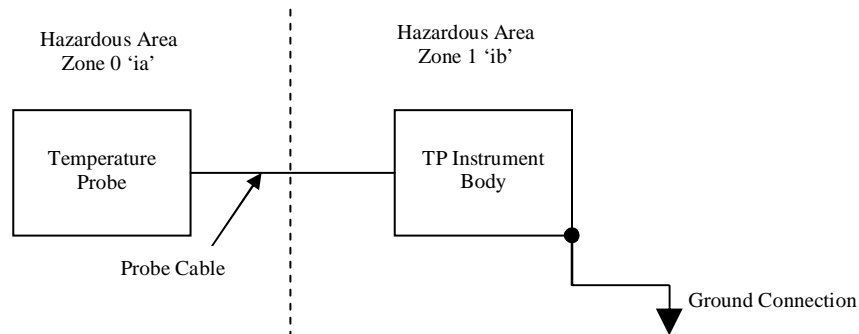 Hazardous Area
Zone 0 ‘ia’
Hazardous Area
Zone 1 ‘ib’
Temperature
Probe
TP Instrument
Body
Probe Cable
Ground Connection